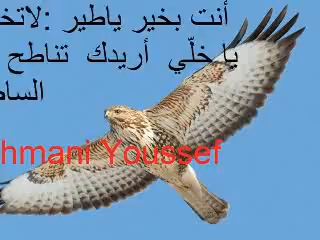 أنت بخير ياطير :لاتخ
ياخلّي أريدك تناطح
السا
hmani Youssef